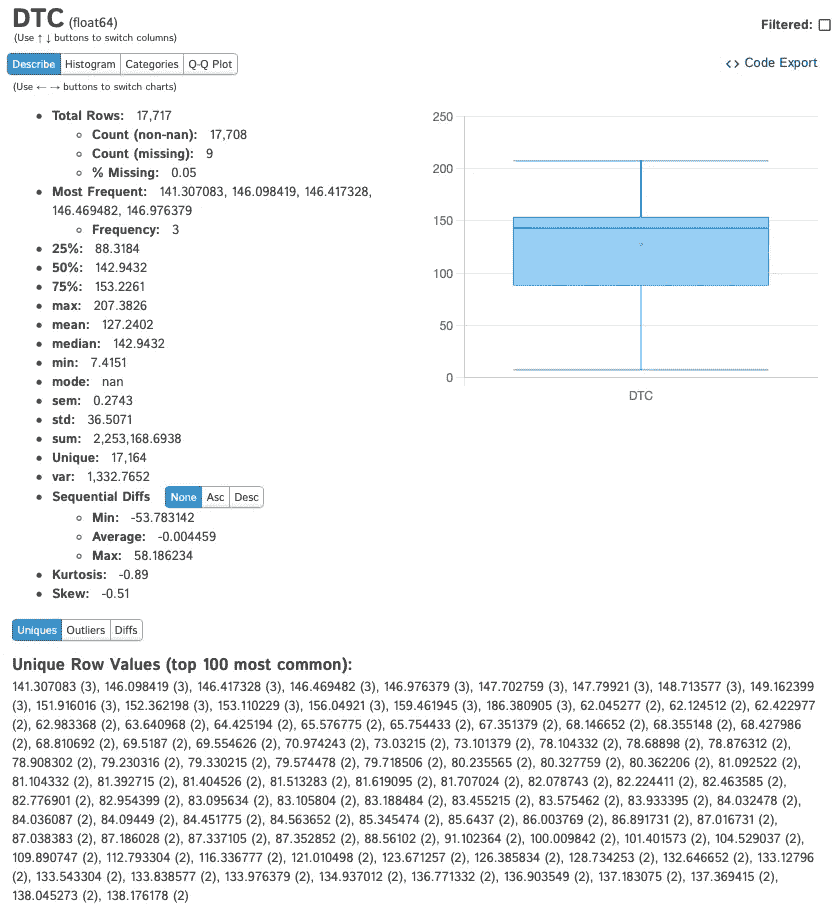 DTC (float64)
(Use ↑ ↓ buttons to switch columns)
Filtered:
Describe Histogram Categories Q-Q Plot
<> Code Export
(Use ← → buttons to switch charts)
Total Rows: 17,717
Count (non-nan): 17,708
Count (missing): 9
% Missing: 0.05
Most Frequent: 141.307083, 146.098419, 146.417328,
146.469482, 146.976379
Frequency: 3
25%: 88.3184
50%: 142.9432
75%: 153.2261
max: 207.3826
mean: 127.2402
median: 142.9432
min: 7.4151
mode: nan
sem: 0.2743
std: 36.5071
sum: 2,253,168.6938
Unique: 17,164
var: 1,332.7652
Sequential Diffs None Asc Desc
Min: -53.783142
Average: -0.004459
Max: 58.186234
Kurtosis: -0.89
Skew: -0.51
250
200
150
100
50
0
DTC
Uniques Outliers Diffs
Unique Row Values (top 100 most common):
141.307083 (3), 146.098419 (3), 146.417328 (3), 146.469482 (3), 146.976379 (3), 147.702759 (3), 147.79921 (3), 148.713577 (3), 149.162399
(3), 151.916016 (3), 152.362198 (3), 153.110229 (3), 156.04921 (3), 159.461945 (3), 186.380905 (3), 62.045277 (2), 62.124512 (2), 62.422977
(2), 62.983368 (2), 63.640968 (2), 64.425194 (2), 65.576775 (2), 65.754433 (2), 67.351379 (2), 68.146652 (2), 68.355148 (2), 68.427986
(2), 68.810692 (2), 69.5187 (2), 69.554626 (2), 70.974243 (2), 73.03215 (2), 73.101379 (2), 78.104332 (2), 78.68898 (2), 78.876312 (2),
78.908302 (2), 79.230316 (2), 79.330215 (2), 79.574478 (2), 79.718506 (2), 80.235565 (2), 80.327759 (2), 80.362206 (2), 81.092522 (2),
81.104332 (2), 81.392715 (2), 81.404526 (2), 81.513283 (2), 81.619095 (2), 81.707024 (2), 82.078743 (2), 82.224411 (2), 82.463585 (2),
82.776901 (2), 82.954399 (2), 83.095634 (2), 83.105804 (2), 83.188484 (2), 83.455215 (2), 83.575462 (2), 83.933395 (2), 84.032478 (2),
84.036087 (2), 84.09449 (2), 84.451775 (2), 84.563652 (2), 85.345474 (2), 85.6437 (2), 86.003769 (2), 86.891731 (2), 87.016731 (2),
87.038383 (2), 87.186028 (2), 87.337105 (2), 87.352852 (2), 88.56102 (2), 91.102364 (2), 100.009842 (2), 101.401573 (2), 104.529037 (2),
109.890747 (2), 112.793304 (2), 116.336777 (2), 121.010498 (2), 123.671257 (2), 126.385834 (2), 128.734253 (2), 132.646652 (2), 133.12796
(2), 133.543304 (2), 133.838577 (2), 133.976379 (2), 134.937012 (2), 136.771332 (2), 136.903549 (2), 137.183075 (2), 137.369415 (2),
138.045273 (2), 138.176178 (2)